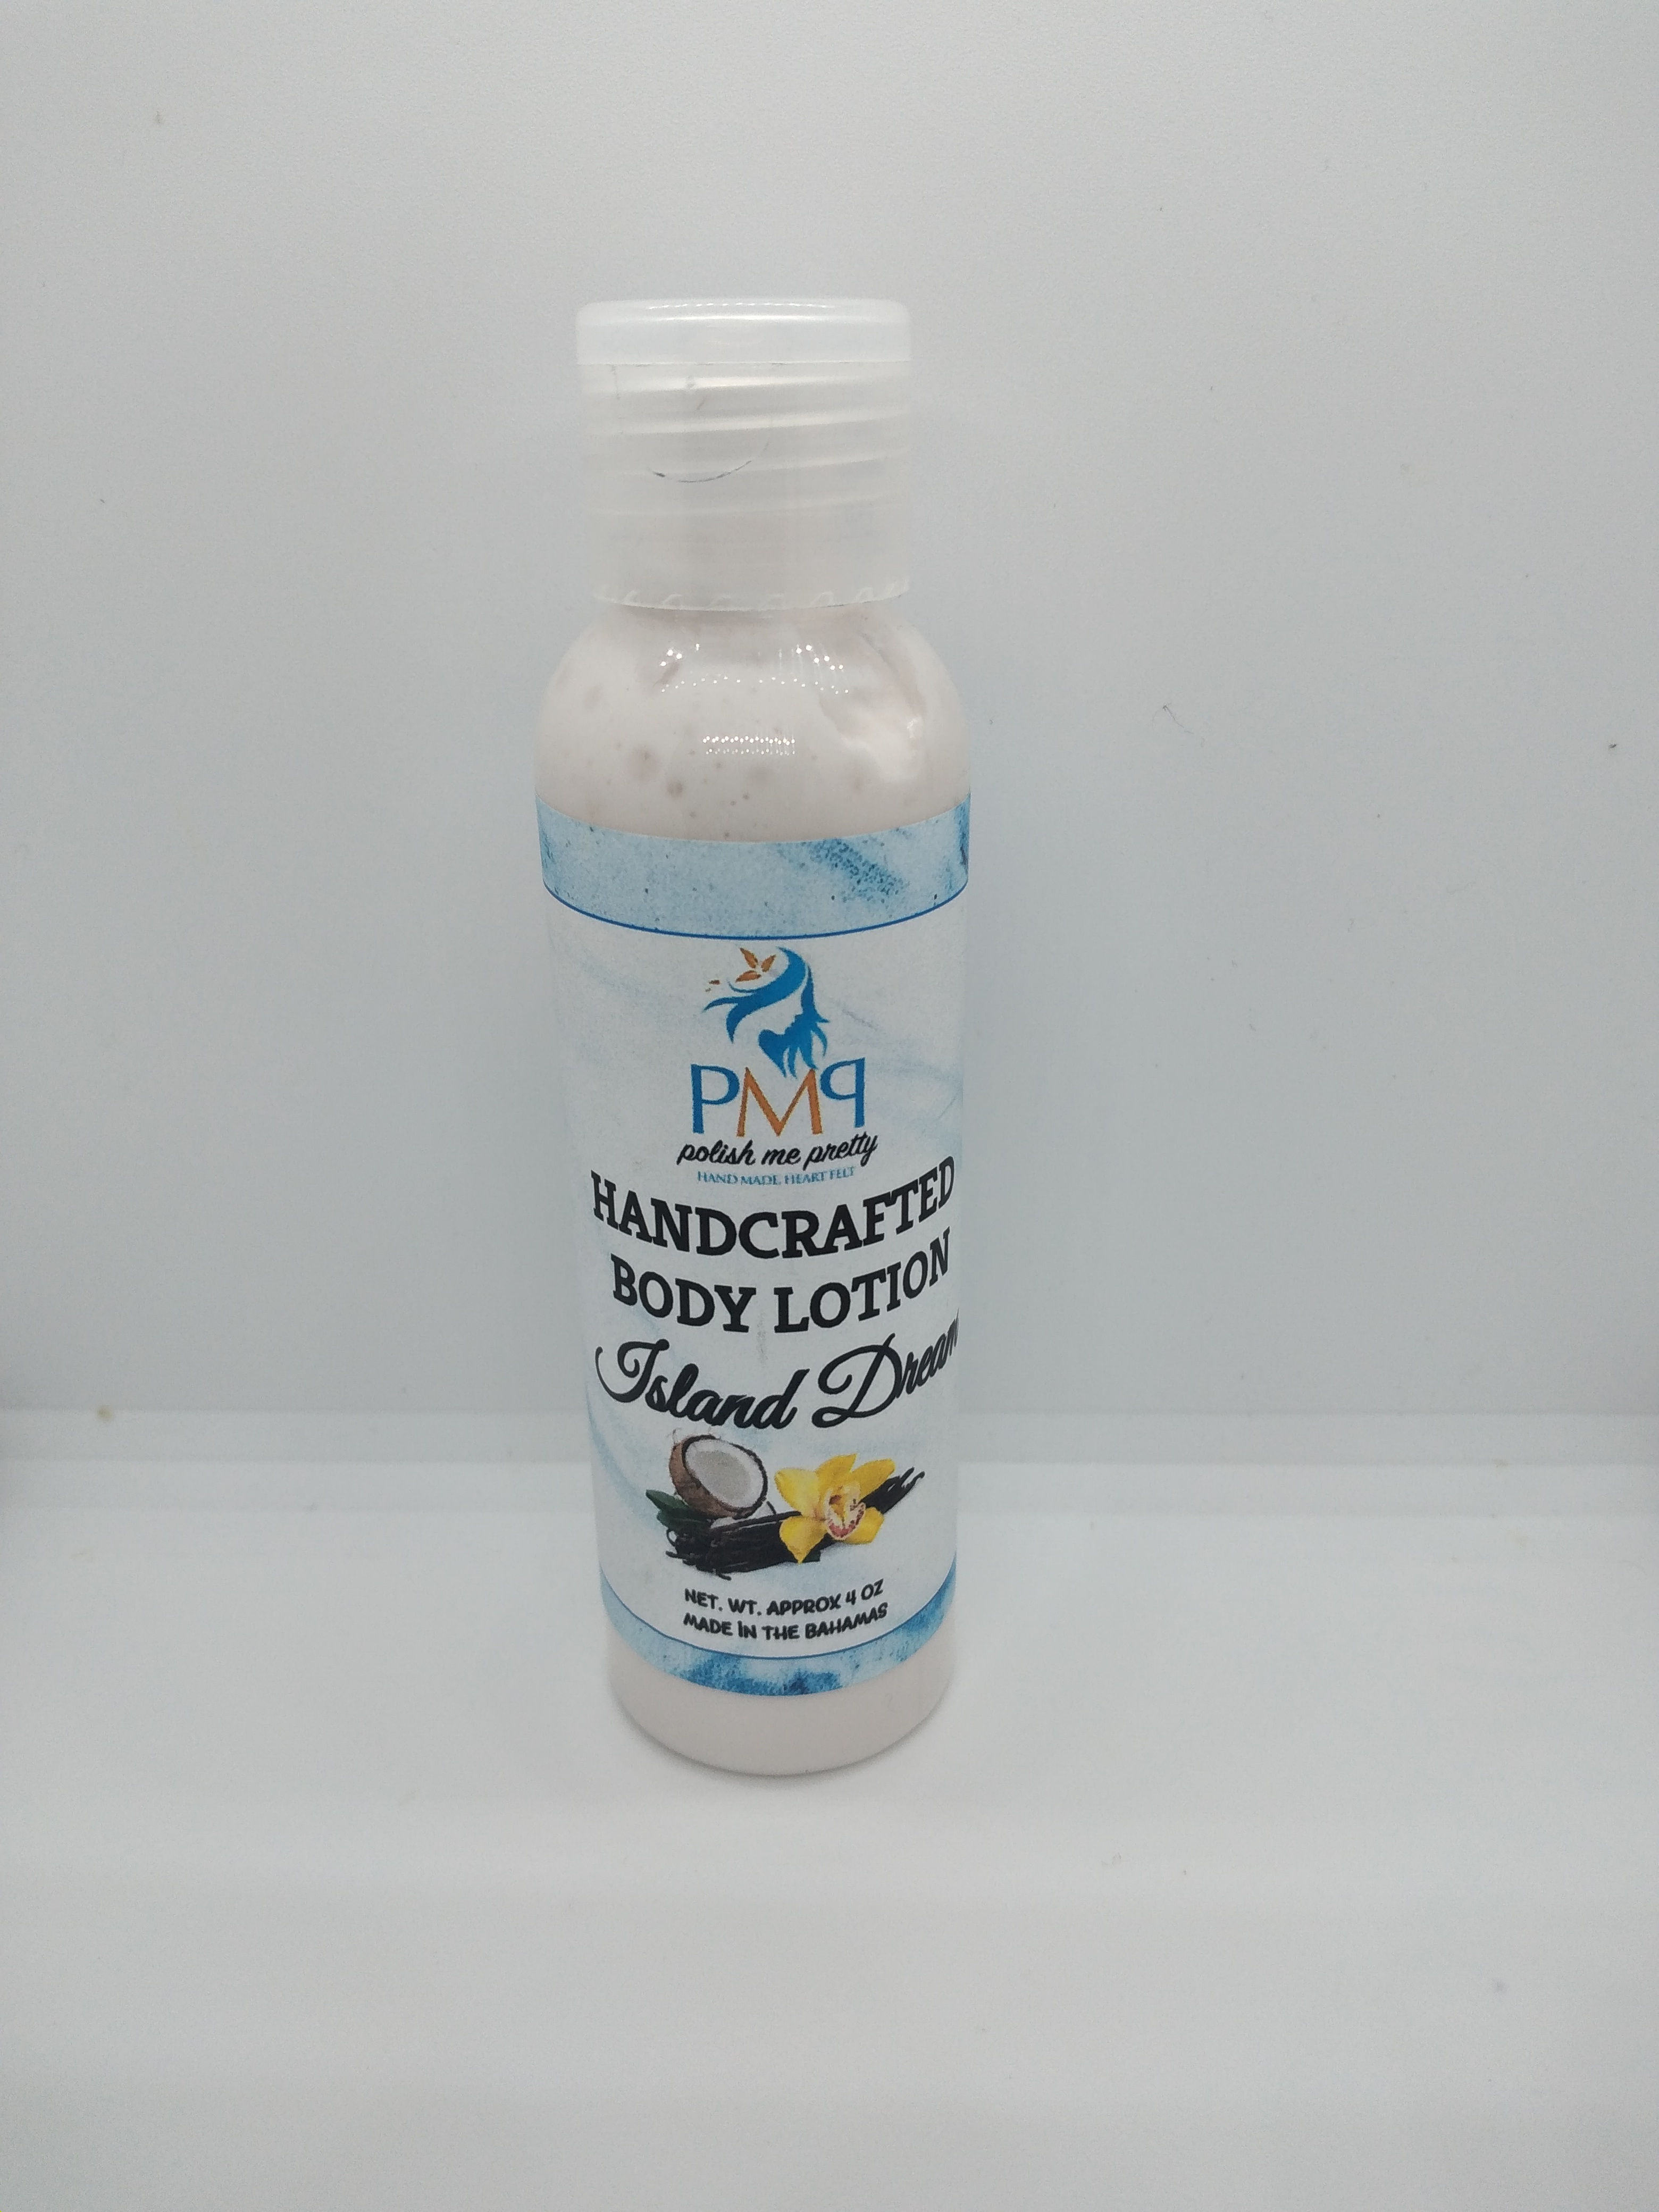 PMP
polish me pretty
HAND MADE, HEART FELT
HANDCRAFTED
BODY LOTION
Island Dream
NET. WT. APPROX 4 OZ
MADE IN THE BAHAMAS